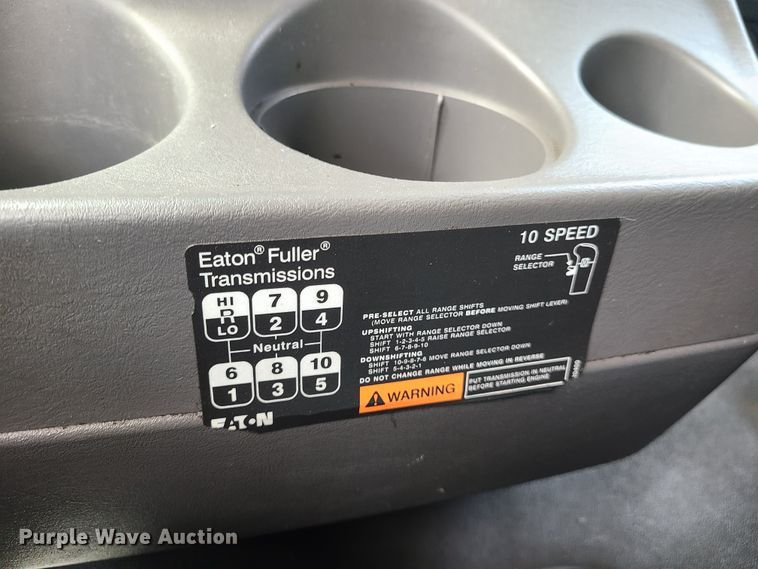 Eaton® Fuller®
Transmissions
10 SPEED
RANGE
SELECTOR
HI 7 9
R 2 4
LO
Neutral
6 8 10
1 3 5
EATON
PRE-SELECT ALL RANGE SHIFTS
(MOVE RANGE SELECTOR BEFORE MOVING SHIFT LEVER)
UPSHIFTING
START WITH RANGE SELECTOR DOWN
SHIFT 1-2-3-4-5 RAISE RANGE SELECTOR
SHIFT 6-7-8-9-10
DOWNSHIFTING
SHIFT 10-9-8-7-6 MOVE RANGE SELECTOR DOWN
SHIFT 5-4-3-2-1
DO NOT CHANGE RANGE WHILE MOVING IN REVERSE
WARNING
PUT TRANSMISSION IN NEUTRAL
BEFORE STARTING ENGINE
Purple Wave Auction